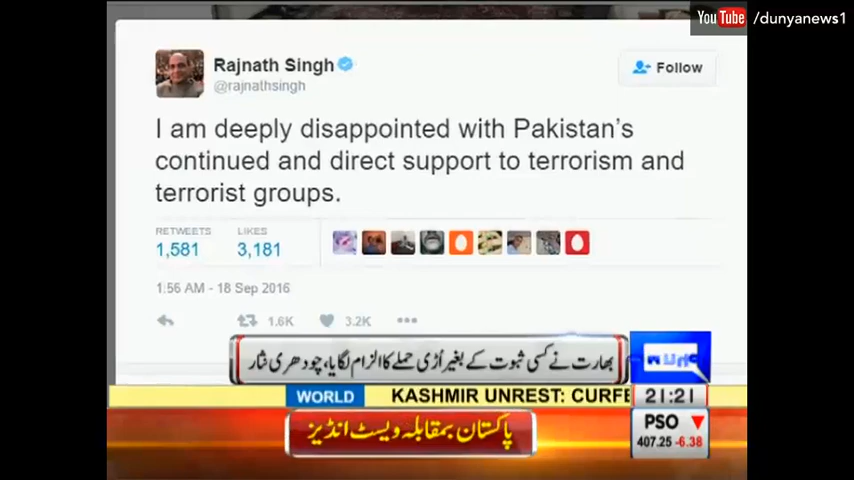 YouTube /dunyanews1
Rajnath Singh
@rajnathsingh
Follow
I am deeply disappointed with Pakistan's
continued and direct support to terrorism and
terrorist groups.
RETWEETS LIKES
1,581 3,181
1:56 AM - 18 Sep 2016
1.6K 3.2K
بھارت نے کسی ثبوت کے بغیر اُڑی حملے کا الزام لگایا، چودھری نثار
WORLD KASHMIR UNREST: CURFE
21:21
پاکستان بمقابلہ ویسٹ انڈیز
PSO
407.25 -6.38